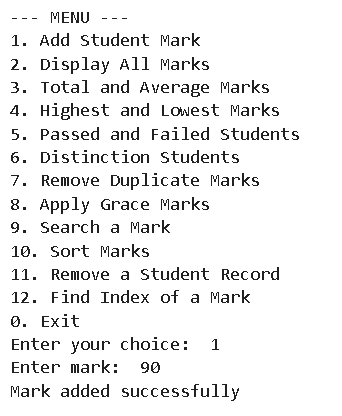 --- MENU ---
1. Add Student Mark
2. Display All Marks
3. Total and Average Marks
4. Highest and Lowest Marks
5. Passed and Failed Students
6. Distinction Students
7. Remove Duplicate Marks
8. Apply Grace Marks
9. Search a Mark
10. Sort Marks
11. Remove a Student Record
12. Find Index of a Mark
0. Exit
Enter your choice:  1
Enter mark:  90
Mark added successfully